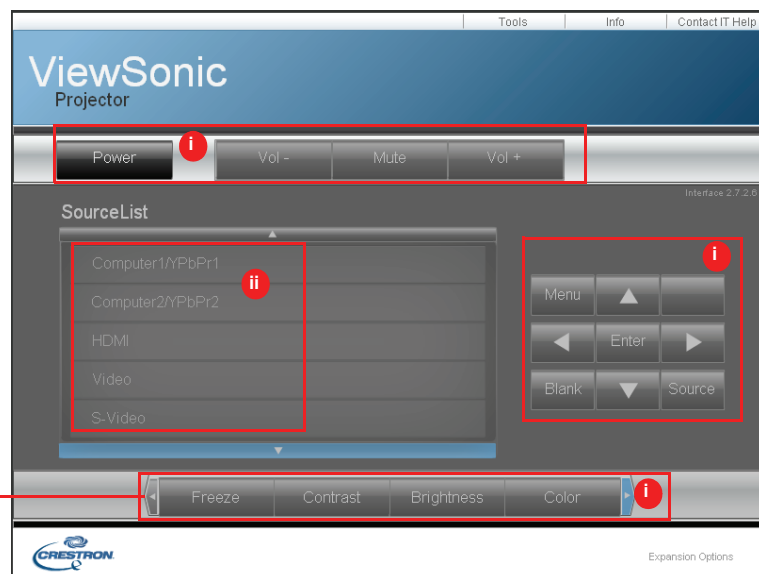 Tools Info Contact IT Help
ViewSonic
Projector
Power i Vol - Mute Vol +
Interface 2.7.2.6
SourceList
i
Computer1/YPbPr1
ii
Computer2/YPbPr2
HDMI
Video
S-Video
Menu
Enter
Blank Source
Freeze Contrast Brightness Color i
CRESTRON
Expansion Options